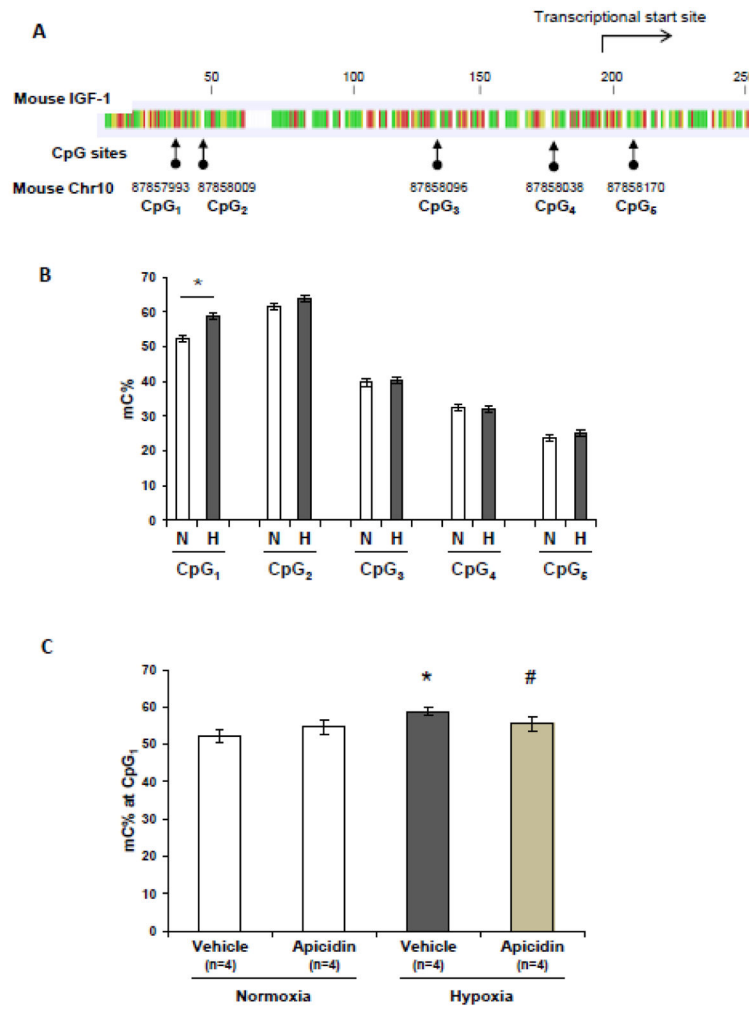 A
Transcriptional start site
50 100 150 200 250
Mouse IGF-1
CpG sites
Mouse Chr10
87857993 87858009 87858096 87858038 87858170
CpG1 CpG2 CpG3 CpG4 CpG5
B
mC%
70
60
50
40
30
20
10
0
*
N H N H N H N H N H
CpG1 CpG2 CpG3 CpG4 CpG5
C
mC% at CpG1
70
60
50
40
30
20
10
0
* #
Vehicle Apicidin Vehicle Apicidin
(n=4) (n=4) (n=4) (n=4)
Normoxia Hypoxia